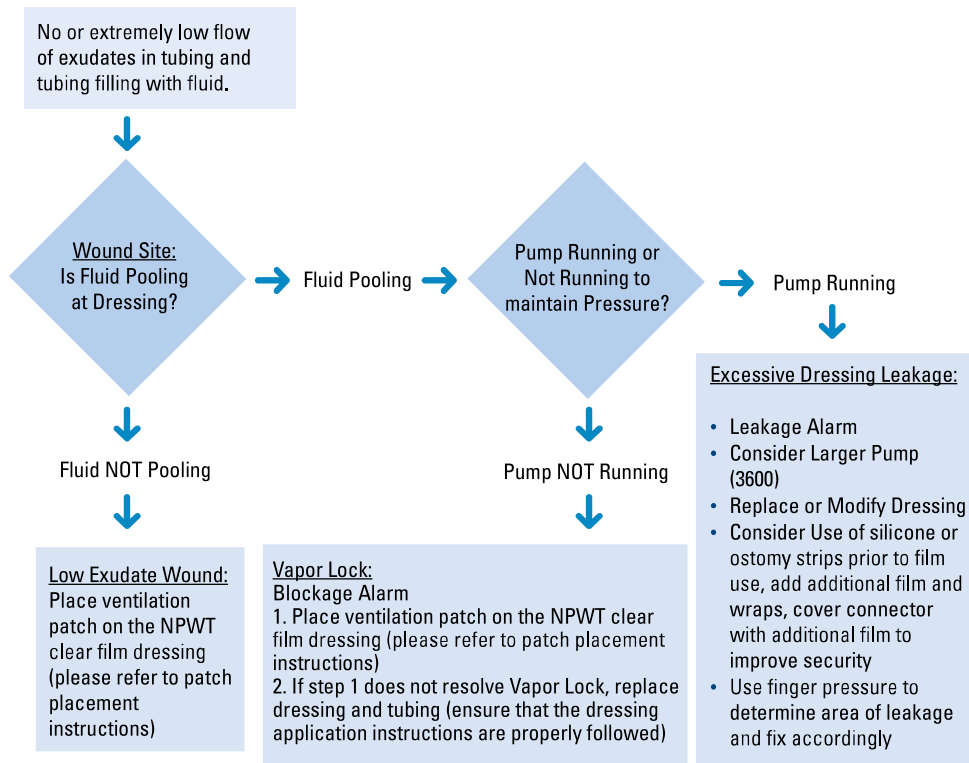 No or extremely low flow
of exudates in tubing and
tubing filling with fluid.
Wound Site:
Is Fluid Pooling
at Dressing?
Fluid Pooling
Pump Running or
Not Running to
maintain Pressure?
Pump Running
Fluid NOT Pooling
Pump NOT Running
Low Exudate Wound:
Place ventilation
patch on the NPWT
clear film dressing
(please refer to patch
placement
instructions)
Vapor Lock:
Blockage Alarm
1. Place ventilation patch on the NPWT clear
film dressing (please refer to patch placement
instructions)
2. If step 1 does not resolve Vapor Lock, replace
dressing and tubing (ensure that the dressing
application instructions are properly followed)
Excessive Dressing Leakage:
• Leakage Alarm
• Consider Larger Pump
(3600)
• Replace or Modify Dressing
• Consider Use of silicone or
ostomy strips prior to film
use, add additional film and
wraps, cover connector
with additional film to
improve security
• Use finger pressure to
determine area of leakage
and fix accordingly